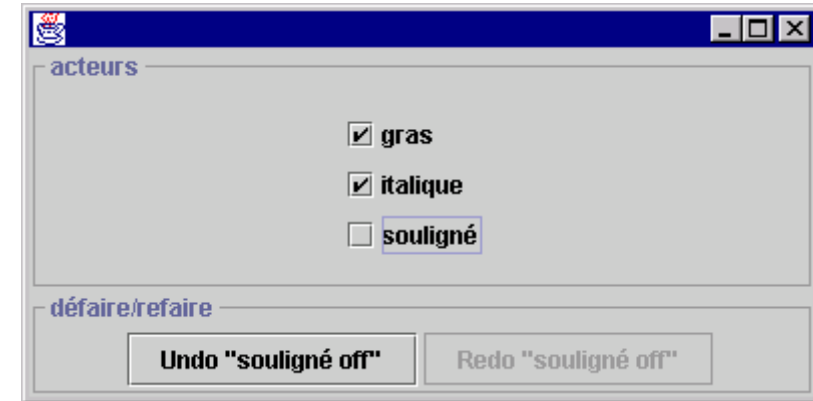 acteurs
gras
italique
souligné
défaire/refaire
Undo "souligné off" Redo "souligné off"